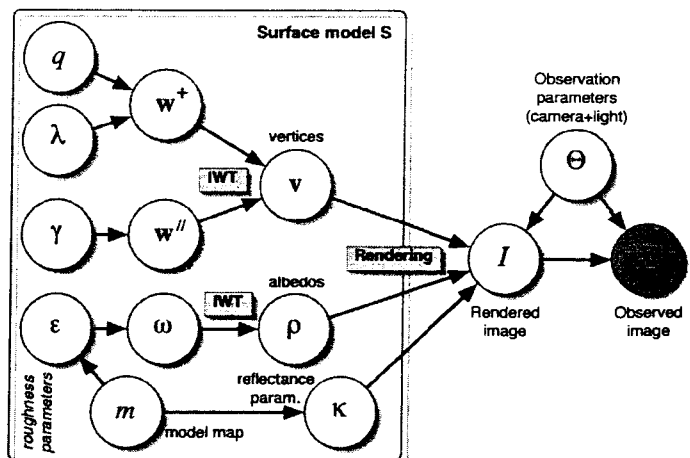 Surface model S
q
w+
λ
vertices
IWT
v
γ
w//
Observation
parameters
(camera+light)
Θ
Rendering
I
Rendered
image
Observed
image
albedos
IWT
ε
ω
ρ
reflectance
param.
m
model map
κ
roughness
parameters